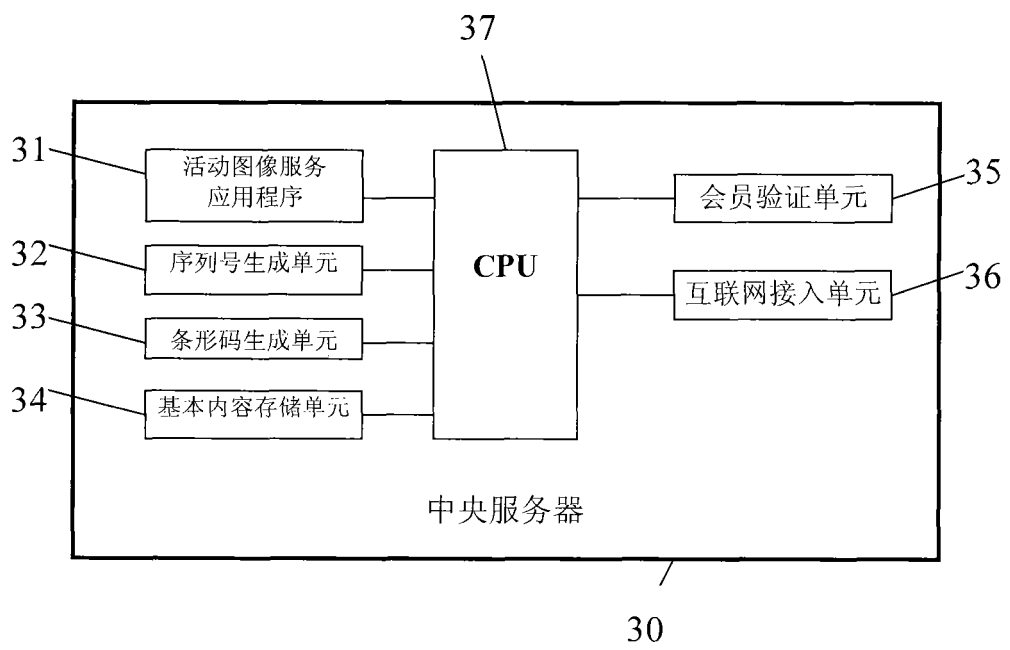 37
31
活动图像服务
应用程序
32
序列号生成单元
33
条形码生成单元
34
基本内容存储单元
CPU
会员验证单元
35
互联网接入单元
36
中央服务器
30